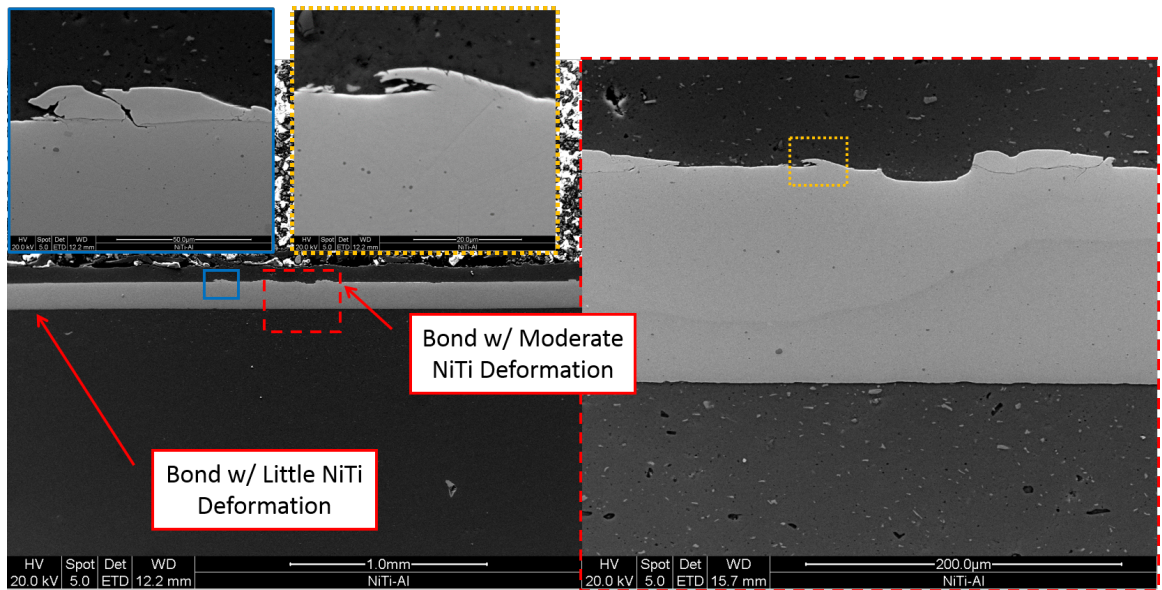 HV Spot Det WD 50.0µm
20.0 kV 5.0 ETD 12.2 mm NiTi-Al
HV Spot Det WD 20.0µm
20.0 kV 5.0 ETD 12.2 mm NiTi-Al
Bond w/ Moderate
NiTi Deformation
Bond w/ Little NiTi
Deformation
HV Spot Det WD 1.0mm
20.0 kV 5.0 ETD 12.2 mm NiTi-Al
HV Spot Det WD 200.0µm
20.0 kV 5.0 ETD 15.7 mm NiTi-Al